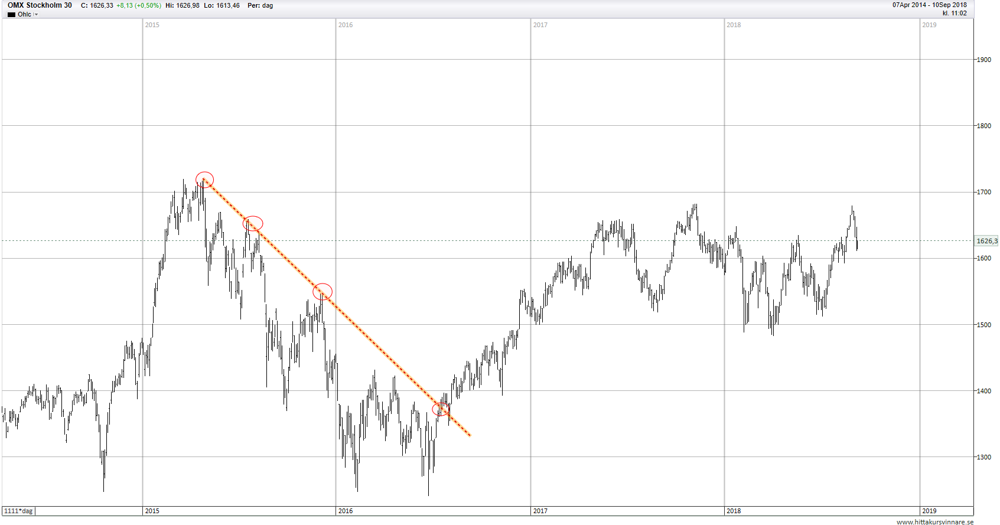 OMX Stockholm 30 C: 1626,33 +8,13 (+0,50%) Hi: 1626,98 Lo: 1613,46 Per: dag 07Apr 2014 - 10Sep 2018
Ohlc kl. 11:02
2015 2016 2017 2018 2019
1900
1800
1700
1626,3
1600
1500
1400
1300
1111*dag 2015 2016 2017 2018 2019
www.hittakursvinnare.se